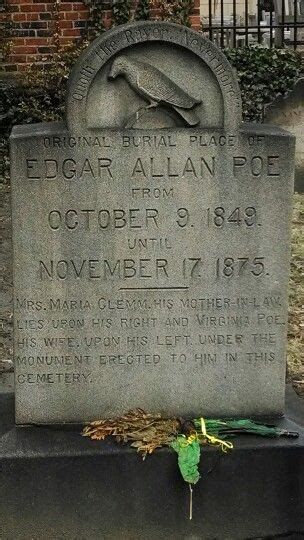 Quoth the Raven, Nevermore
ORIGINAL BURIAL PLACE OF
EDGAR ALLAN POE
FROM
OCTOBER 9. 1849.
UNTIL
NOVEMBER 17. 1875.
MRS. MARIA CLEMM, HIS MOTHER-IN-LAW
LIES UPON HIS RIGHT AND VIRGINIA POE
HIS WIFE, UPON HIS LEFT. UNDER THE
MONUMENT ERECTED TO HIM IN THIS
CEMETERY.